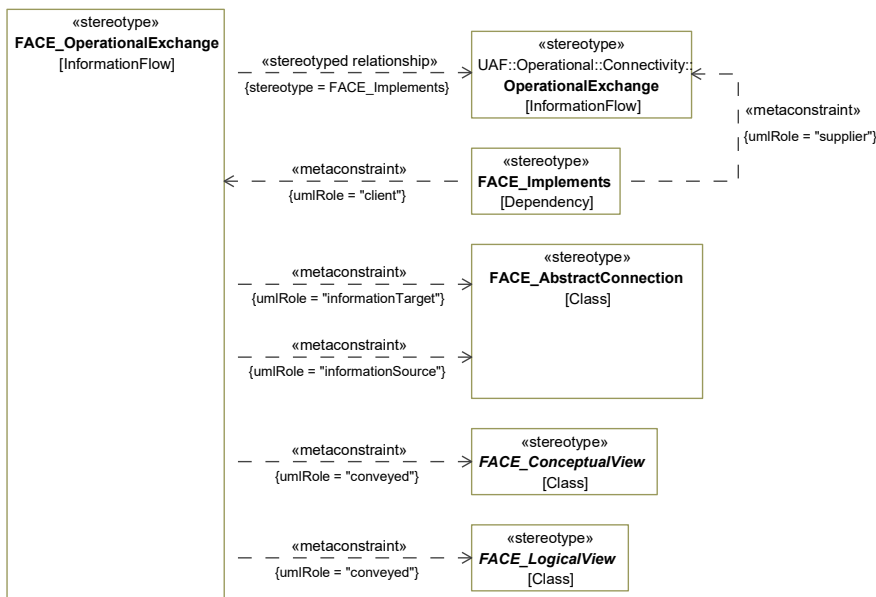 «stereotype»
FACE_OperationalExchange
[InformationFlow]
«stereotyped relationship»
{stereotype = FACE_Implements}
«stereotype»
UAF::Operational::Connectivity::
OperationalExchange
[InformationFlow]
«metaconstraint»
{umlRole = "supplier"}
«metaconstraint»
{umlRole = "client"}
«stereotype»
FACE_Implements
[Dependency]
«metaconstraint»
{umlRole = "informationTarget"}
«stereotype»
FACE_AbstractConnection
[Class]
«metaconstraint»
{umlRole = "informationSource"}
«metaconstraint»
{umlRole = "conveyed"}
«stereotype»
FACE_ConceptualView
[Class]
«metaconstraint»
{umlRole = "conveyed"}
«stereotype»
FACE_LogicalView
[Class]